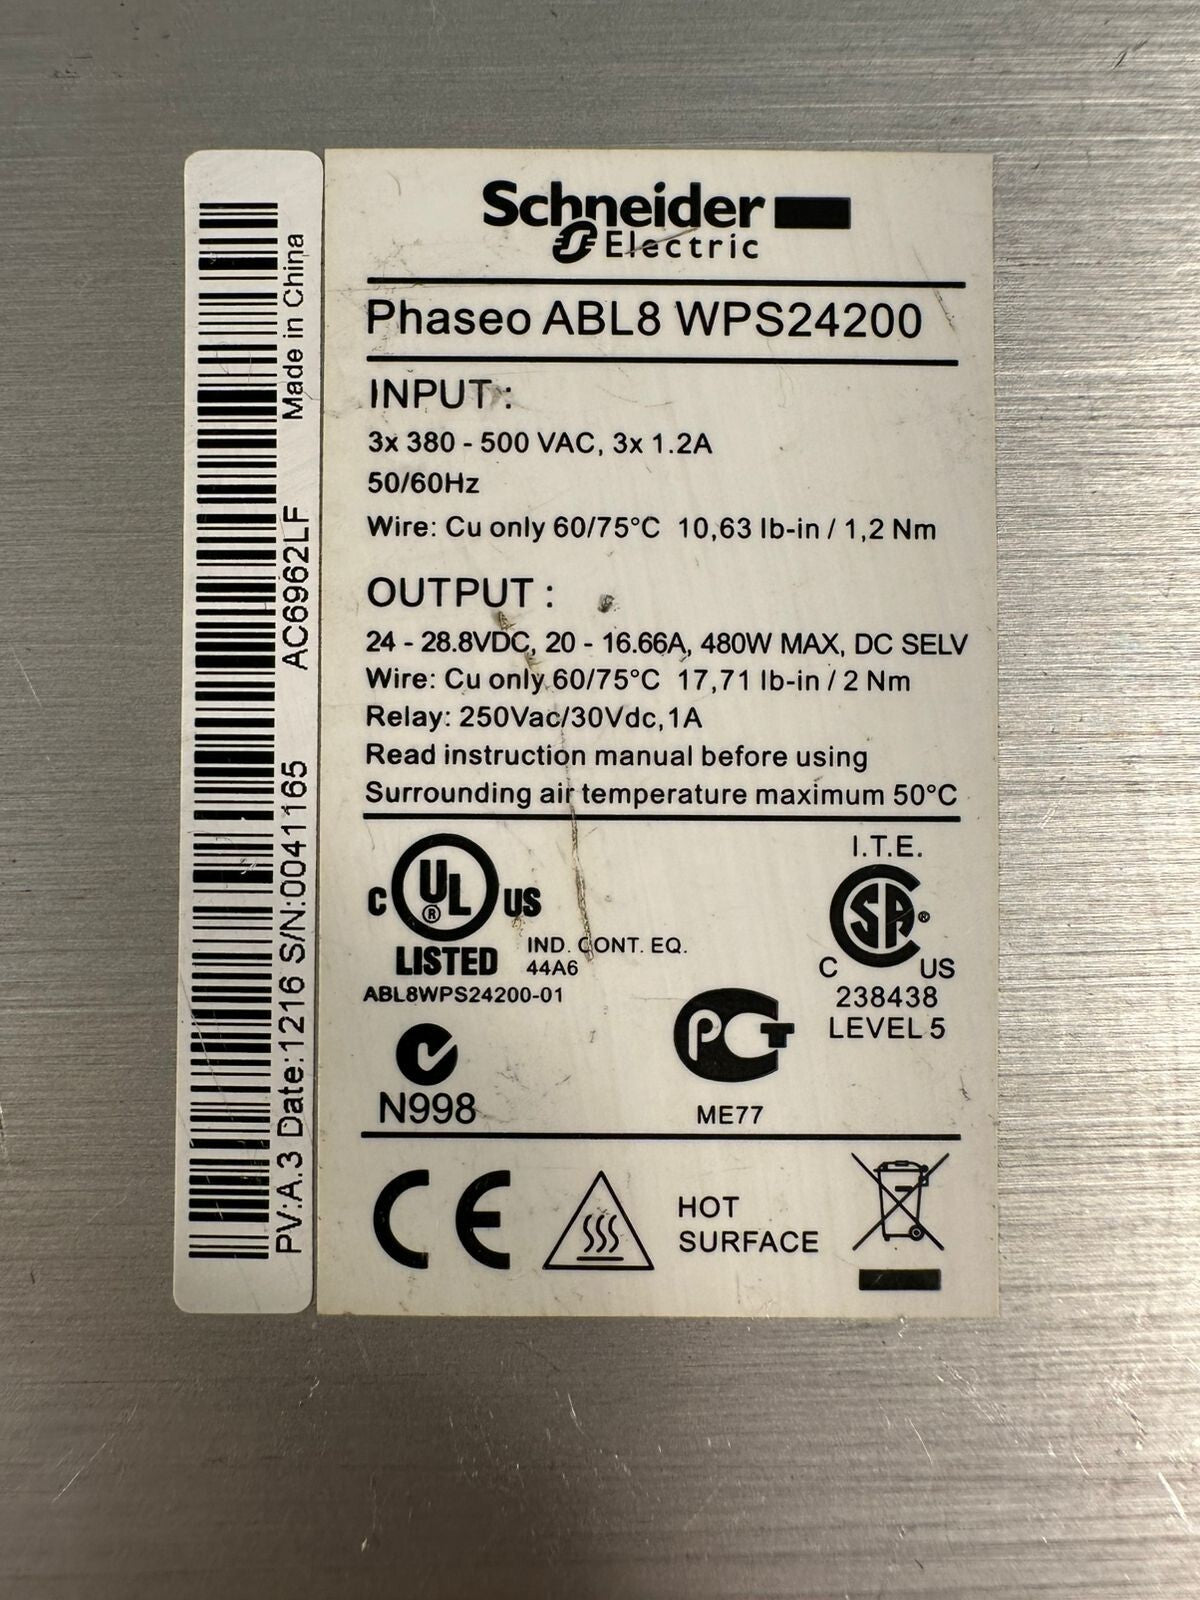 Schneider
Electric
Phaseo ABL8 WPS24200
INPUT :
3x 380 - 500 VAC, 3x 1.2A
50/60Hz
Wire: Cu only 60/75°C 10,63 lb-in / 1,2 Nm
OUTPUT :
24 - 28.8VDC, 20 - 16.66A, 480W MAX, DC SELV
Wire: Cu only 60/75°C 17,71 lb-in / 2 Nm
Relay: 250Vac/30Vdc,1A
Read instruction manual before using
Surrounding air temperature maximum 50°C
C UL ® US
LISTED
IND. CONT. EQ.
44A6
ABL8WPS24200-01
I.T.E.
SA ®
C US
238438
LEVEL 5
N998
PCT
ME77
CE
HOT
SURFACE
Made in China
AC6962LF
PV:A.3 Date:1216 S/N:0041165